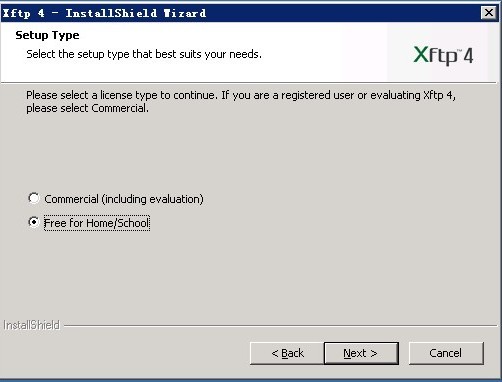 Xftp 4 - InstallShield Wizard
Setup Type
Select the setup type that best suits your needs.
Xftp™4
Please select a license type to continue. If you are a registered user or evaluating Xftp 4,
please select Commercial.
Commercial (including evaluation)
Free for Home/School
InstallShield
< Back
Next >
Cancel